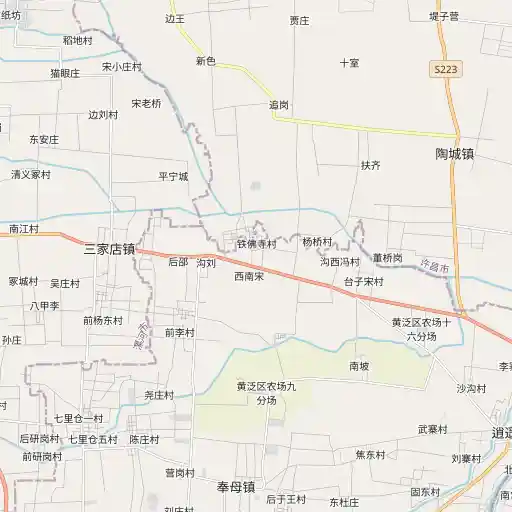 纸坊
边王
贾庄
堤子营
稻地村
宋小庄村
新色
十室
猫眼庄
S223
宋老桥
追岗
边刘村
东安庄
陶城镇
扶齐
清义冢村
平宁城
南江村
三家店镇
铁佛寺村
杨桥村
后邵
沟刘
沟西冯村
董桥岗
许昌市
西南宋
台子宋村
冢城村
吴庄村
八甲李
前杨东村
漯河市
前李村
黄泛区农场十
六分场
孙庄
南坡
李寨
黄泛区农场九
分场
沙沟村
尧庄村
七里仓一村
武寨村
逍遥
后研岗村
七里仓五村
陈庄村
前研岗村
焦东村
刘寨村
营岗村
奉母镇
后于王村
固东村
东杜庄
刘庄村